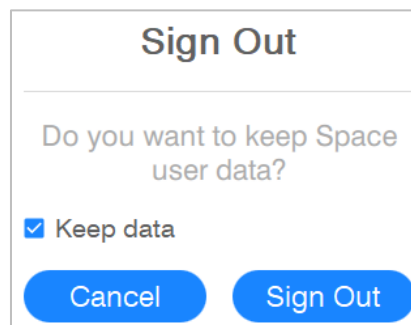 Sign Out
Do you want to keep Space
user data?
Keep data
Cancel
Sign Out